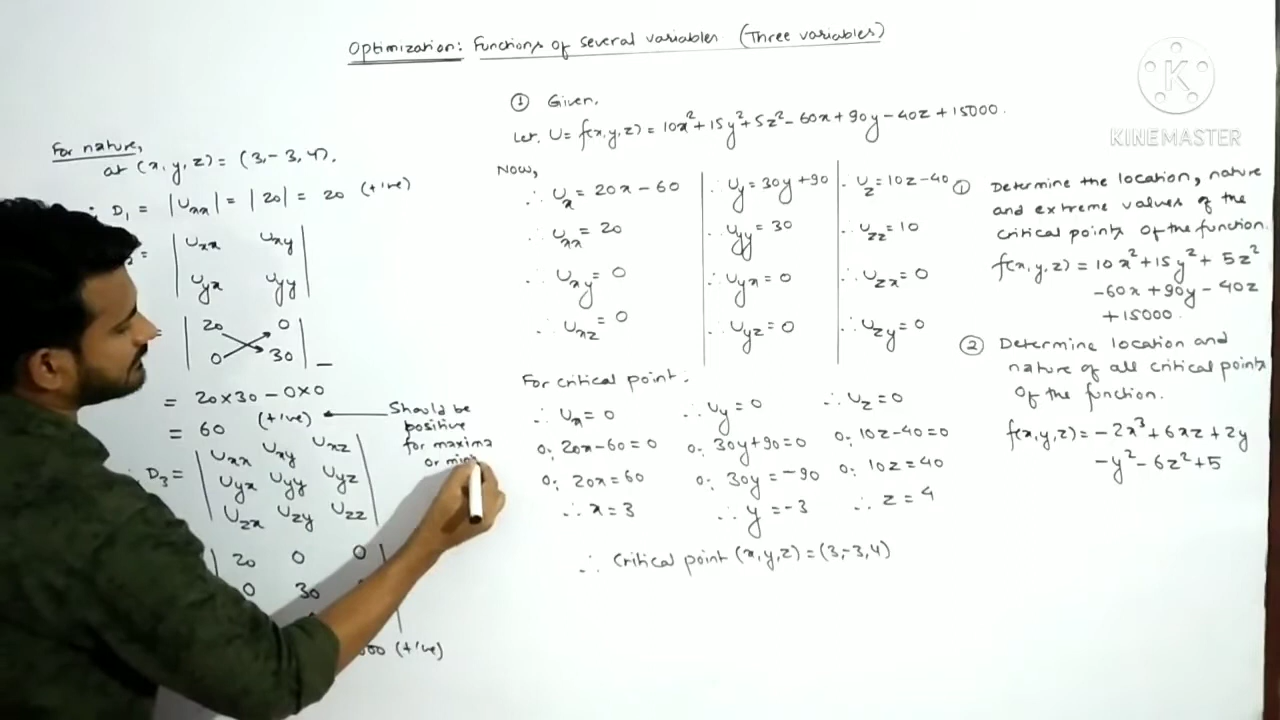 Optimization: Functions of several variables (Three variables)
KINEMASTER
For nature,
at (x,y,z) = (3,-3,4).
D₁ = |Uxx| = |20| = 20 (+ive)
| Uxx Uxy |
| Uyx Uyy |
= | 20 0 |
| 0 30 |
= 20×30 - 0×0
= 60 (+ive) ← Should be
positive
for maxima
or min
D₃ = | Uxx Uxy Uxz |
| Uyx Uyy Uyz |
| Uzx Uzy Uzz |
| 20 0 0 |
0 30
000 (+ive)
① Given,
Let, U = f(x,y,z) = 10x²+15y²+5z²-60x+90y-40z+15000.
Now,
∴ Ux = 20x - 60
∴ Uxx = 20
∴ Uxy = 0
∴ Uxz = 0
∴ Uy = 30y+90
∴ Uyy = 30
∴ Uyx = 0
∴ Uyz = 0
∴ Uz = 10z-40
∴ Uzz = 10
∴ Uzx = 0
∴ Uzy = 0
For critical point:
∴ Ux = 0
o; 20x-60=0
o; 20x=60
∴ x=3
∴ Uy = 0
o; 30y+90=0
o; 30y=-90
∴ y=-3
∴ Uz = 0
o; 10z-40=0
o; 10z=40
∴ z=4
∴ Critical point (x,y,z) = (3,-3,4)
① Determine the location, nature
and extreme values of the
critical points of the function.
f(x,y,z) = 10x²+15y²+5z²
-60x+90y-40z
+15000.
② Determine location and
nature of all critical points
of the function.
f(x,y,z) = -2x³+6xz+2y
-y²-6z²+5